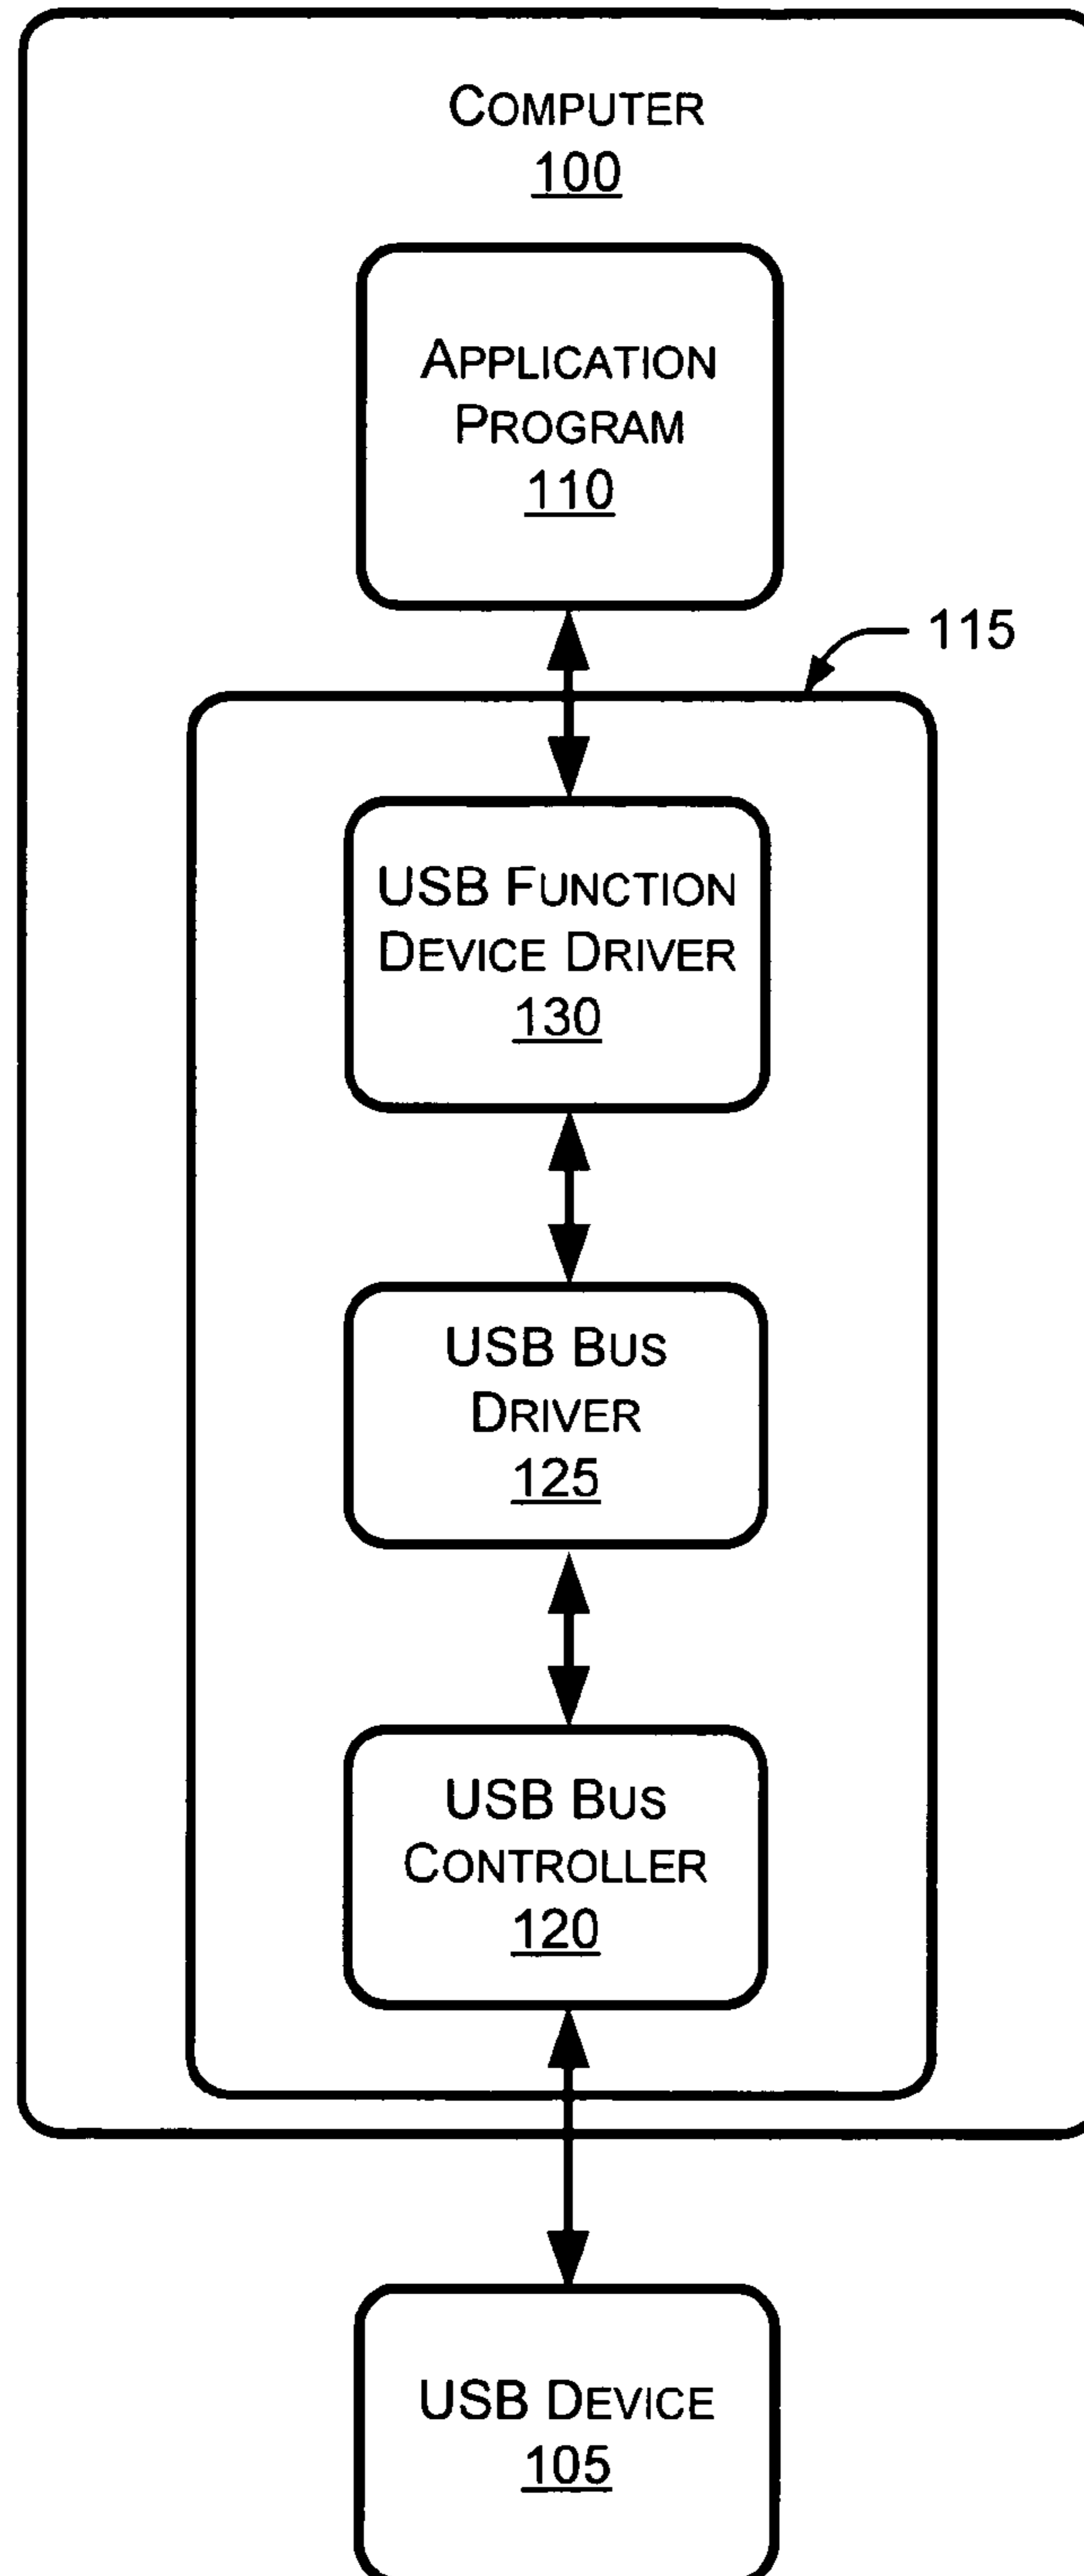 COMPUTER
100
APPLICATION
PROGRAM
110
115
USB FUNCTION
DEVICE DRIVER
130
USB BUS
DRIVER
125
USB BUS
CONTROLLER
120
USB DEVICE
105